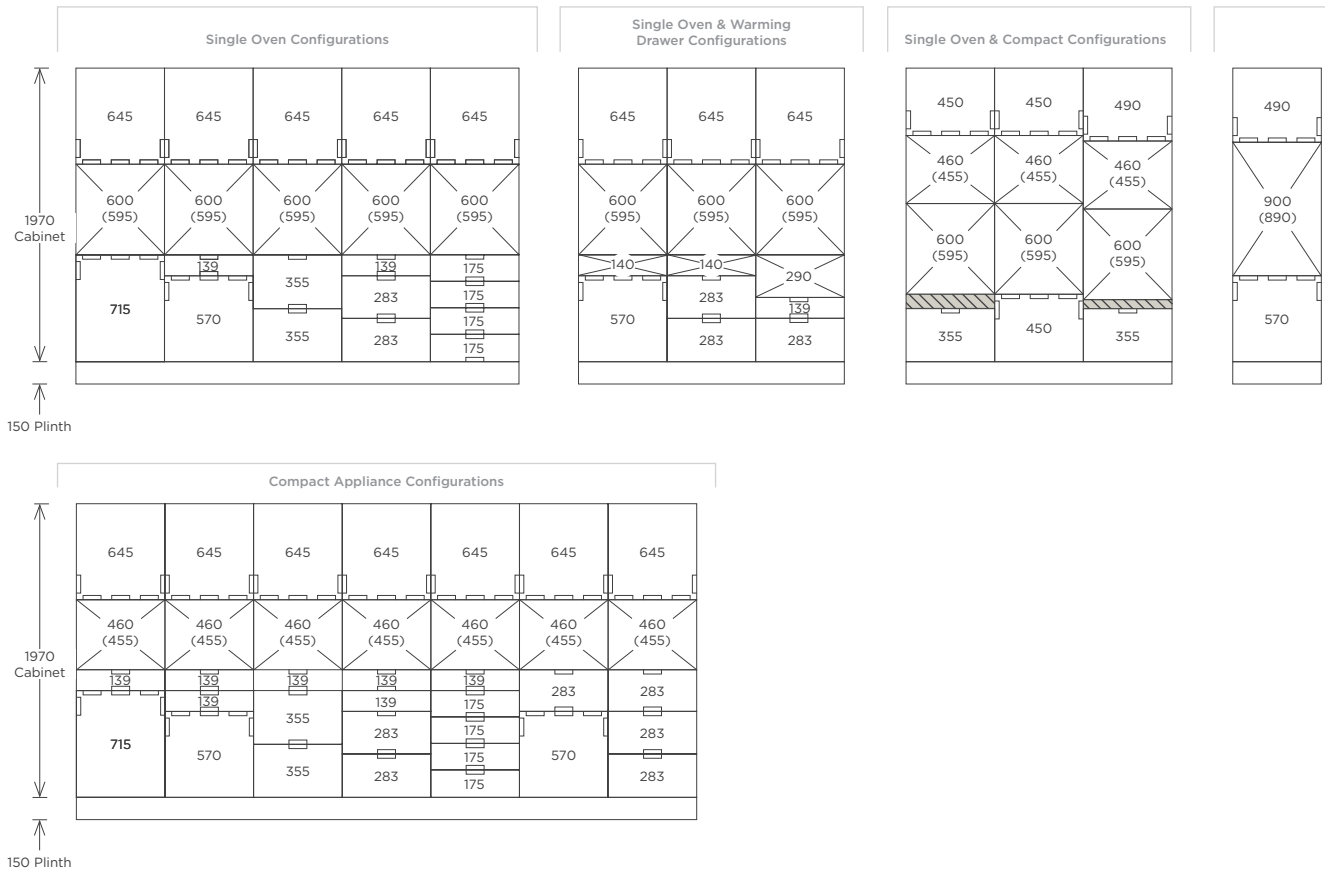 Single Oven Configurations
Single Oven & Warming
Drawer Configurations
Single Oven & Compact Configurations
645 645 645 645 645
600 600 600 600 600
(595) (595) (595) (595) (595)
1970
Cabinet
715
139
570
355
355
139
283
283
175
175
175
175
150 Plinth
645 645 645
600 600 600
(595) (595) (595)
140
570
140
283
283
290
139
283
450 450 490
460 460 460
(455) (455) (455)
600 600 600
(595) (595) (595)
355 450 355
490
900
(890)
570
Compact Appliance Configurations
645 645 645 645 645 645 645
460 460 460 460 460 460 460
(455) (455) (455) (455) (455) (455) (455)
1970
Cabinet
139
715
139
139
570
139
355
355
139
139
283
283
139
175
175
175
175
283
570
283
283
283
150 Plinth